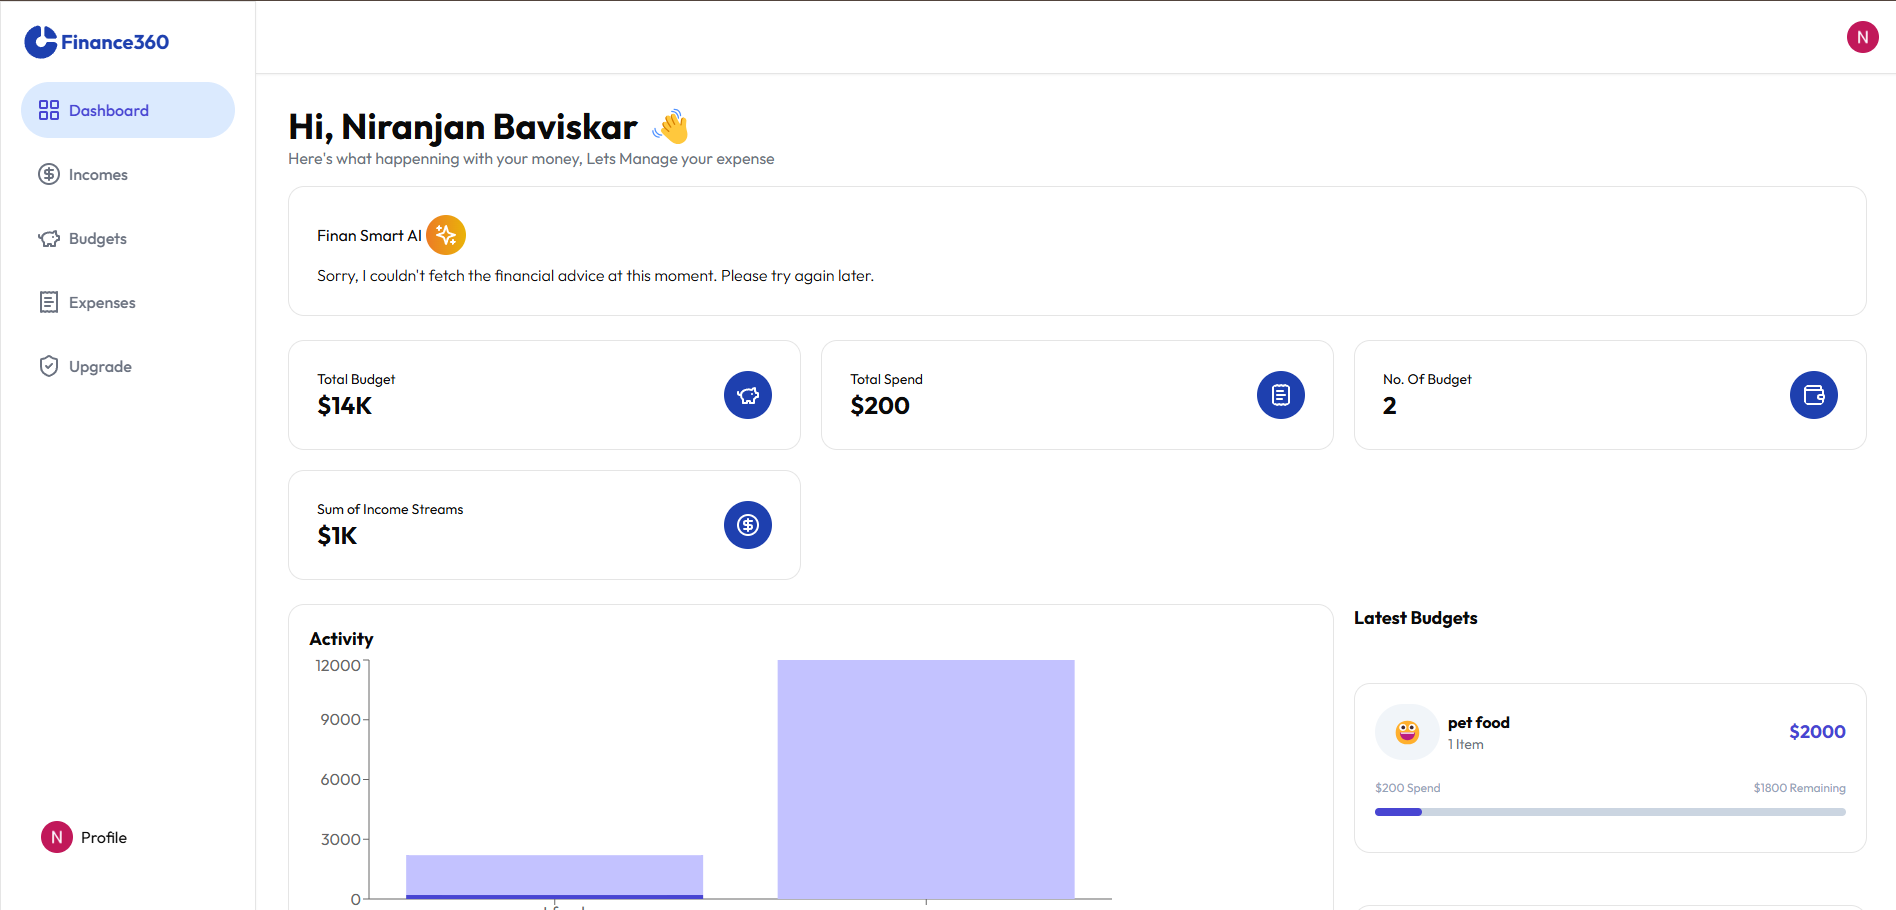 Finance360
N
Dashboard
Incomes
Budgets
Expenses
Upgrade
N Profile
Hi, Niranjan Baviskar 👋
Here's what happenning with your money, Lets Manage your expense
Finan Smart AI
Sorry, I couldn't fetch the financial advice at this moment. Please try again later.
Total Budget
$14K
Total Spend
$200
No. Of Budget
2
Sum of Income Streams
$1K
Activity
12000
9000
6000
3000
0
Latest Budgets
pet food
1 Item
$2000
$200 Spend
$1800 Remaining